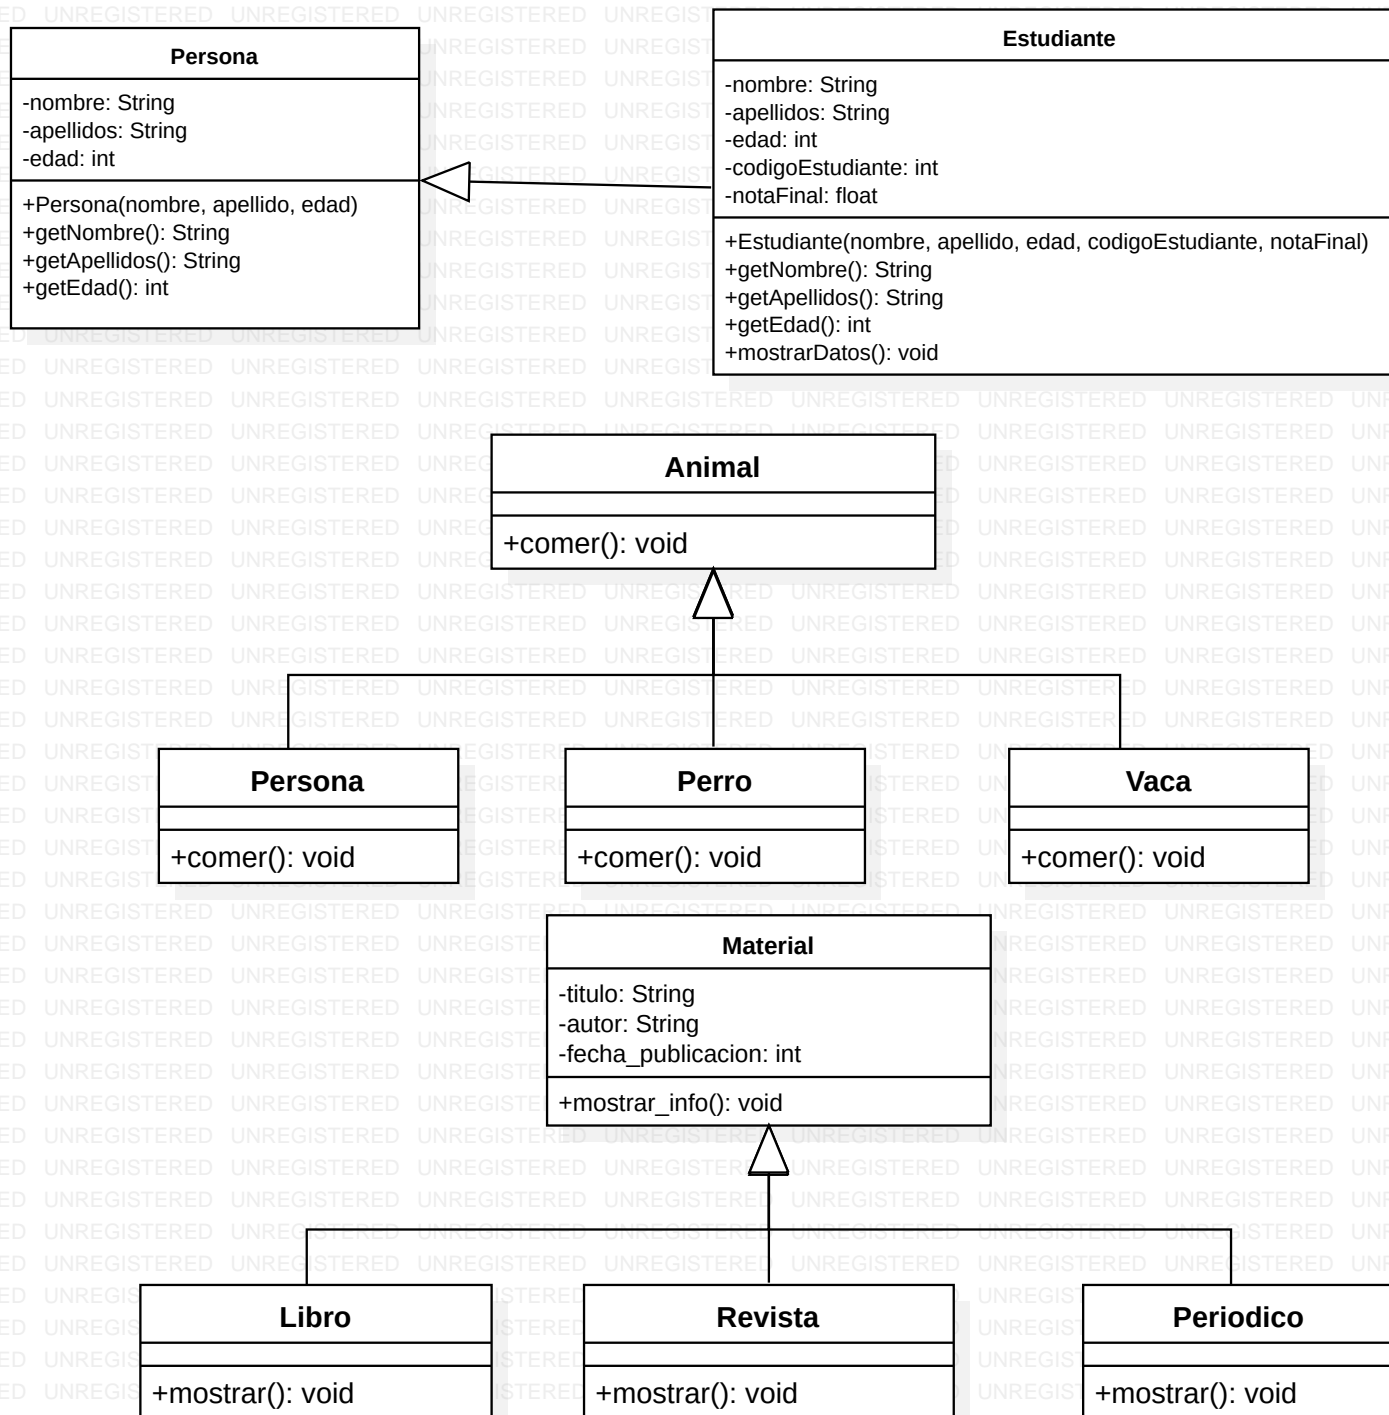 Persona
-nombre: String
-apellidos: String
-edad: int
+Persona(nombre, apellido, edad)
+getNombre(): String
+getApellidos(): String
+getEdad(): int
Estudiante
-nombre: String
-apellidos: String
-edad: int
-codigoEstudiante: int
-notaFinal: float
+Estudiante(nombre, apellido, edad, codigoEstudiante, notaFinal)
+getNombre(): String
+getApellidos(): String
+getEdad(): int
+mostrarDatos(): void
Animal
+comer(): void
Persona
+comer(): void
Perro
+comer(): void
Vaca
+comer(): void
Material
-titulo: String
-autor: String
-fecha_publicacion: int
+mostrar_info(): void
Libro
+mostrar(): void
Revista
+mostrar(): void
Periodico
+mostrar(): void
UNREGISTERED